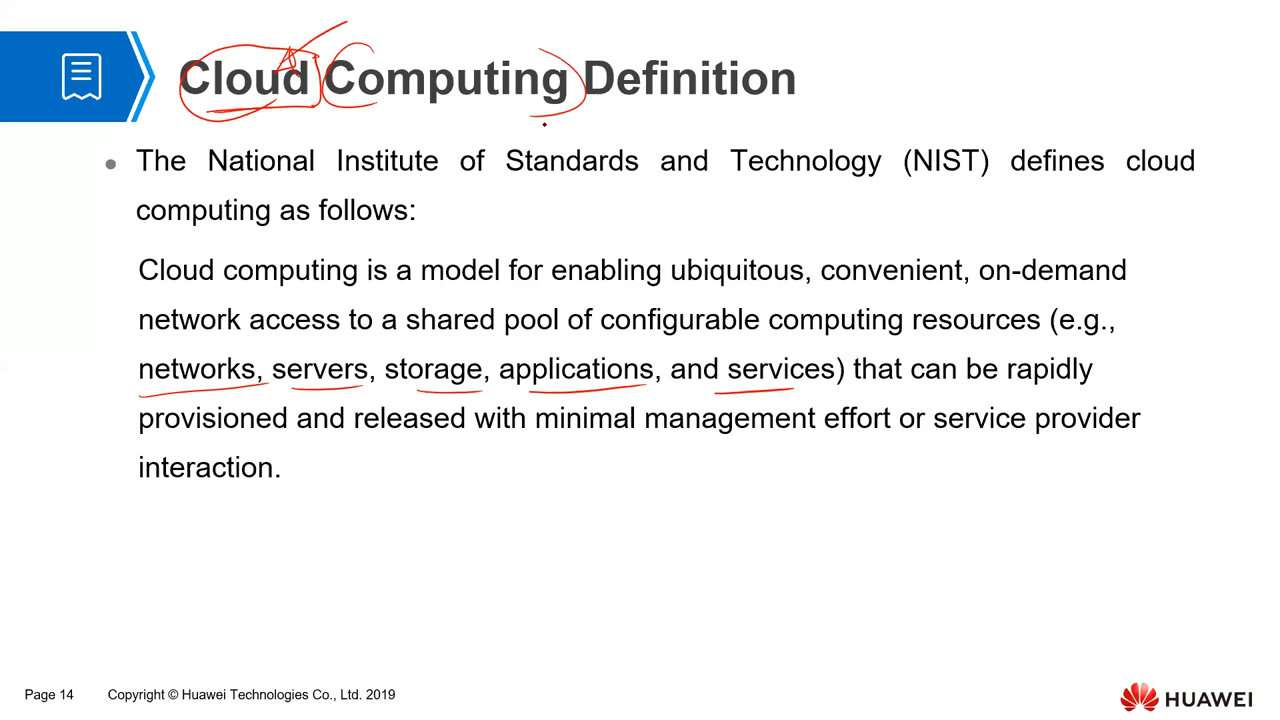 Cloud Computing Definition
The National Institute of Standards and Technology (NIST) defines cloud
computing as follows:
Cloud computing is a model for enabling ubiquitous, convenient, on-demand
network access to a shared pool of configurable computing resources (e.g.,
networks, servers, storage, applications, and services) that can be rapidly
provisioned and released with minimal management effort or service provider
interaction.
Page 14 Copyright © Huawei Technologies Co., Ltd. 2019
HUAWEI